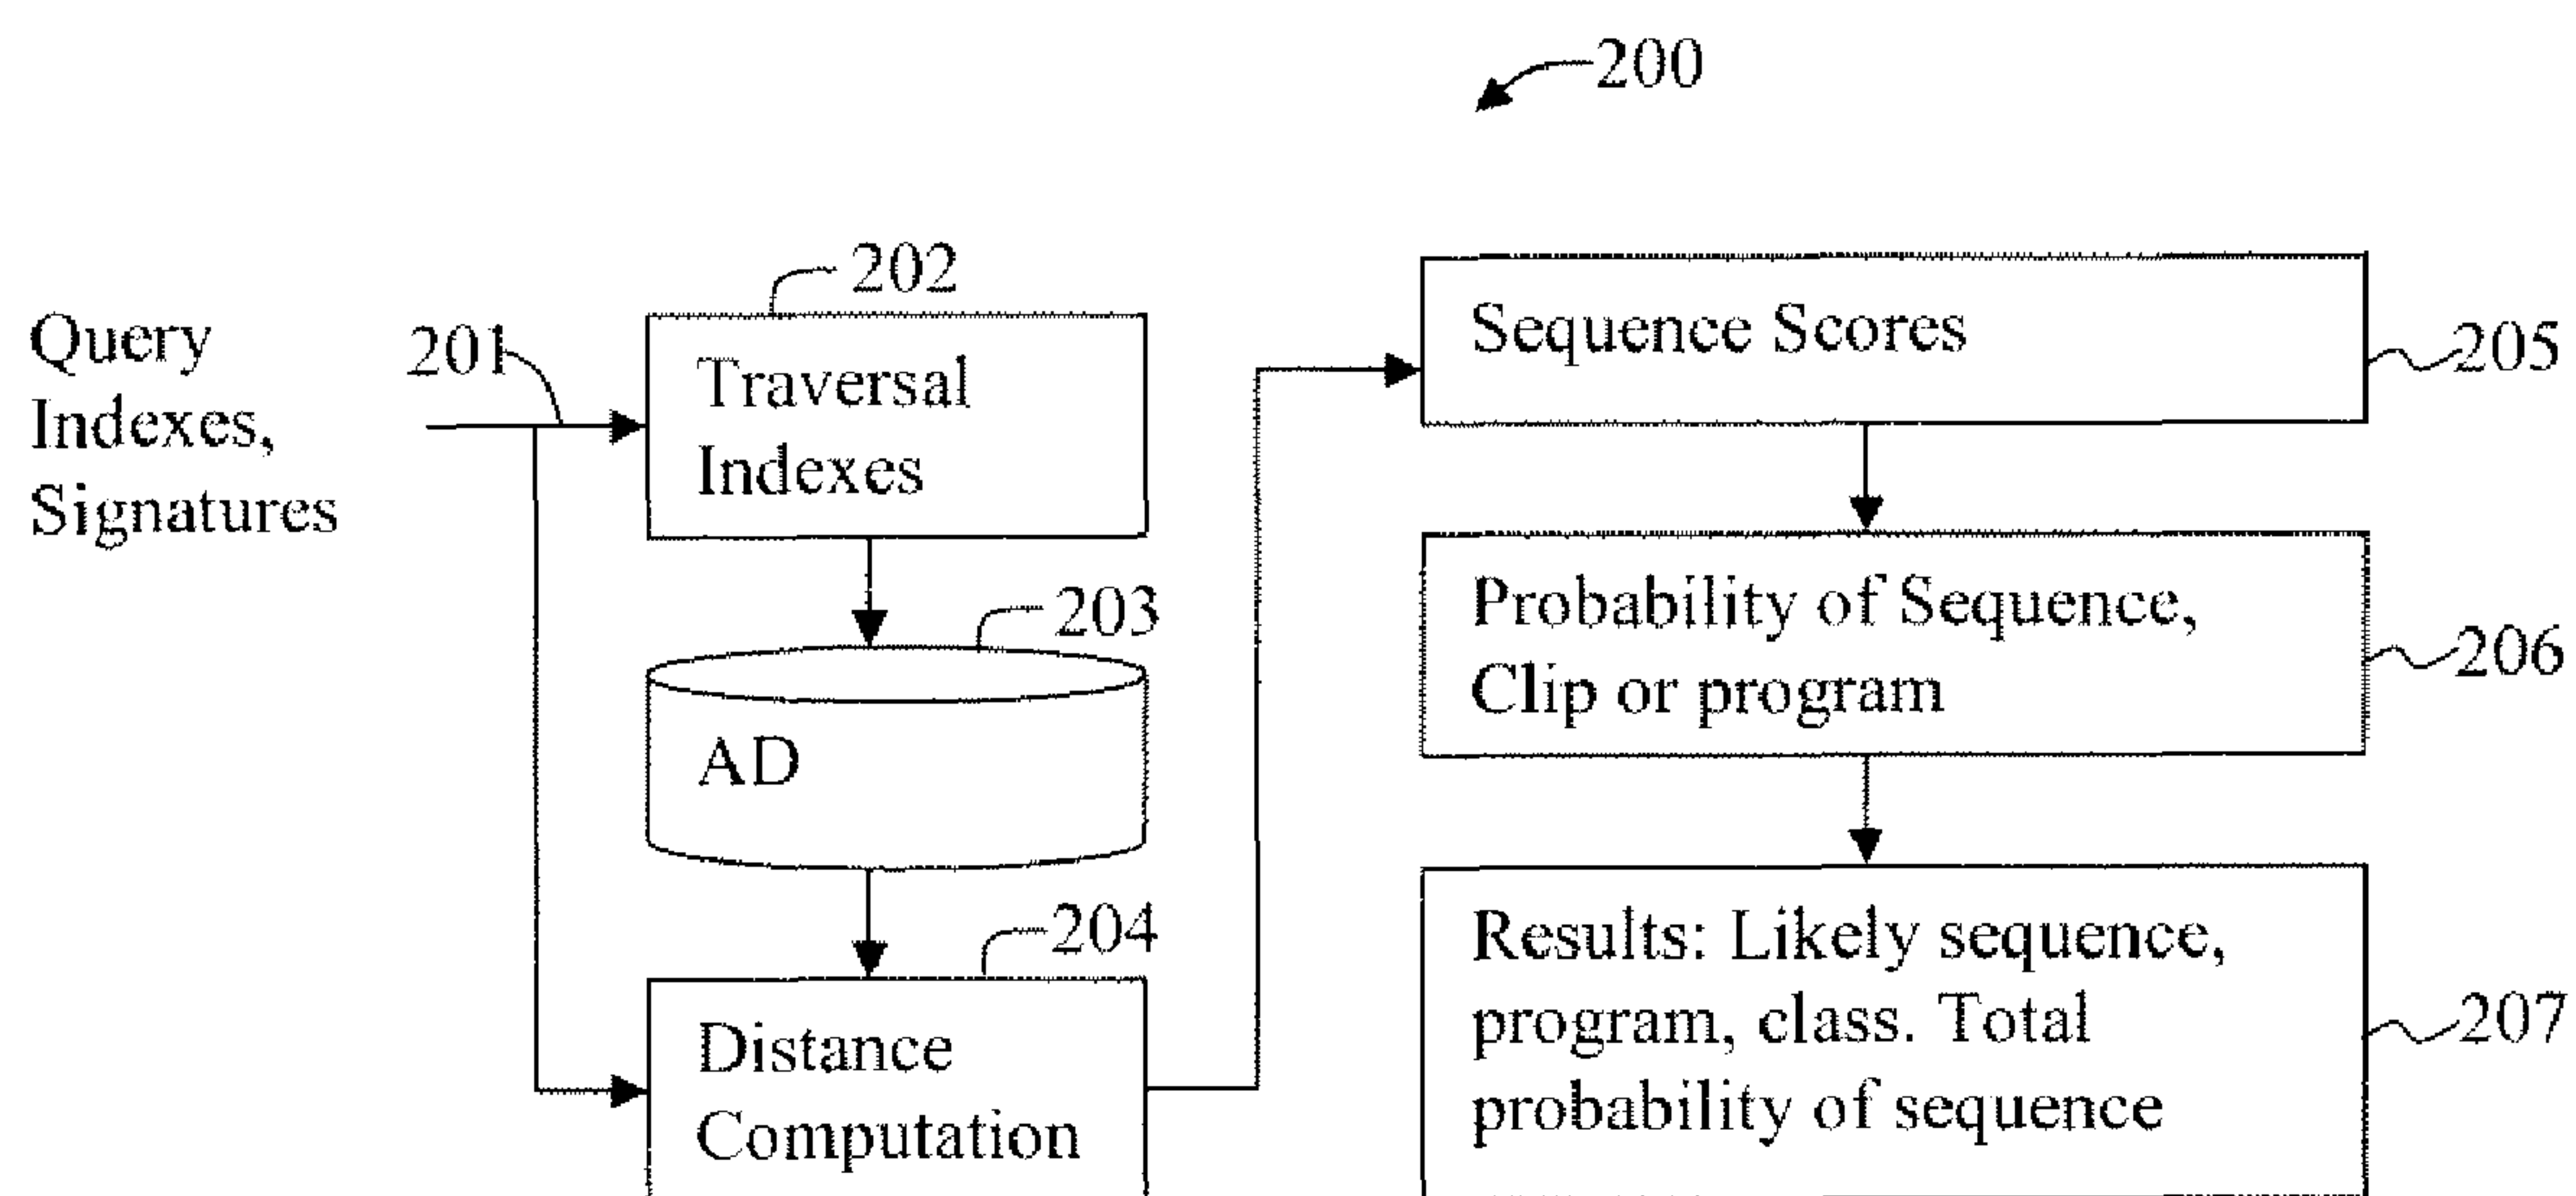 200
Query
Indexes,
Signatures
201
202
Traversal
Indexes
203
AD
204
Distance
Computation
Sequence Scores
205
Probability of Sequence,
Clip or program
206
Results: Likely sequence,
program, class. Total
probability of sequence
207